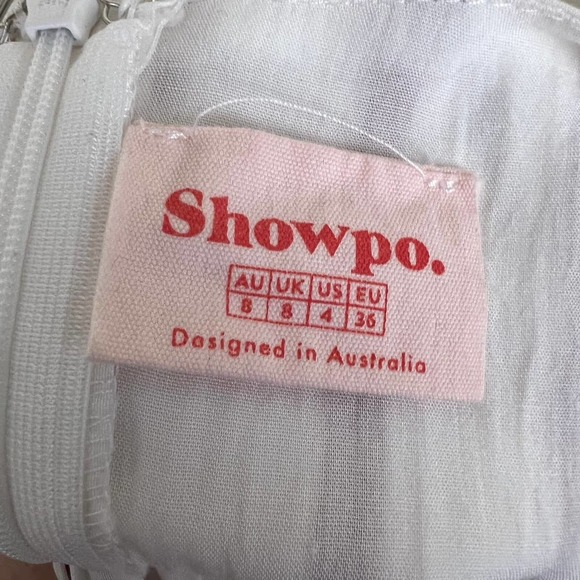 Showpo.
AU UK US EU
8 8 4 36
Designed in Australia